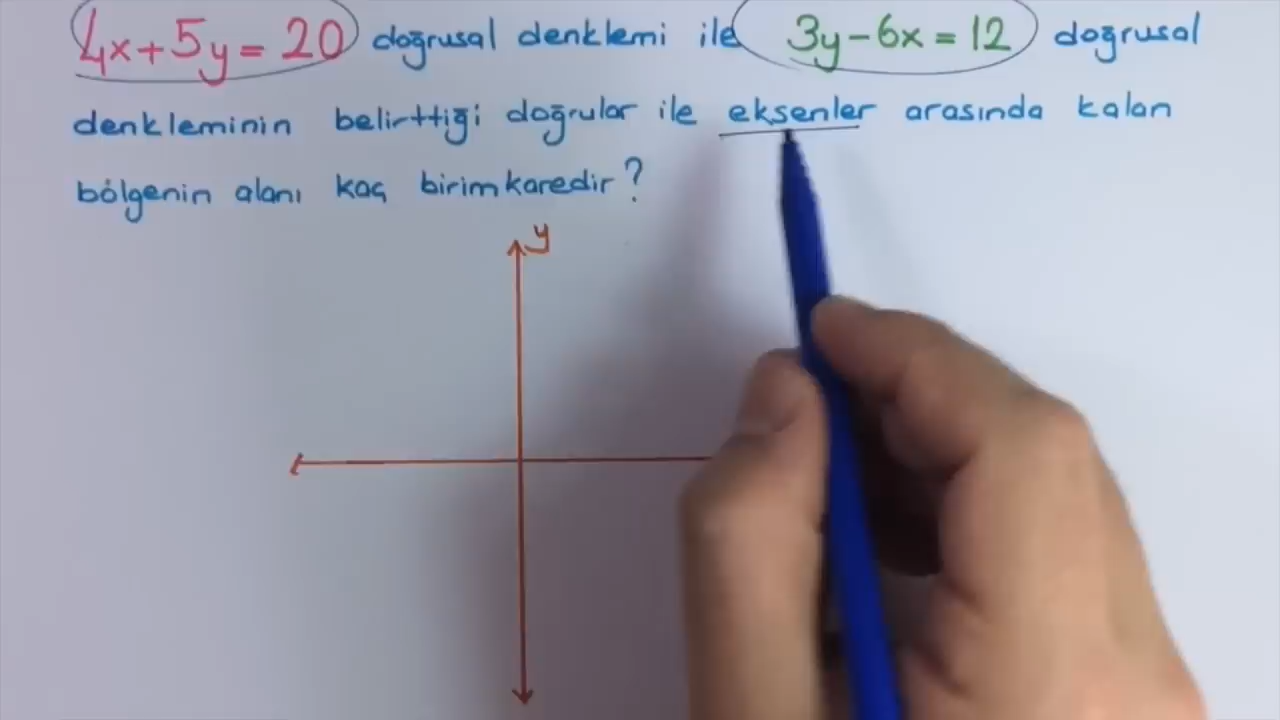 4x+5y=20 doğrusal denklemi ile 3y-6x=12 doğrusal
denkleminin belirttiği doğrular ile eksenler arasında kalan
bölgenin alanı kaç birimkaredir?
y